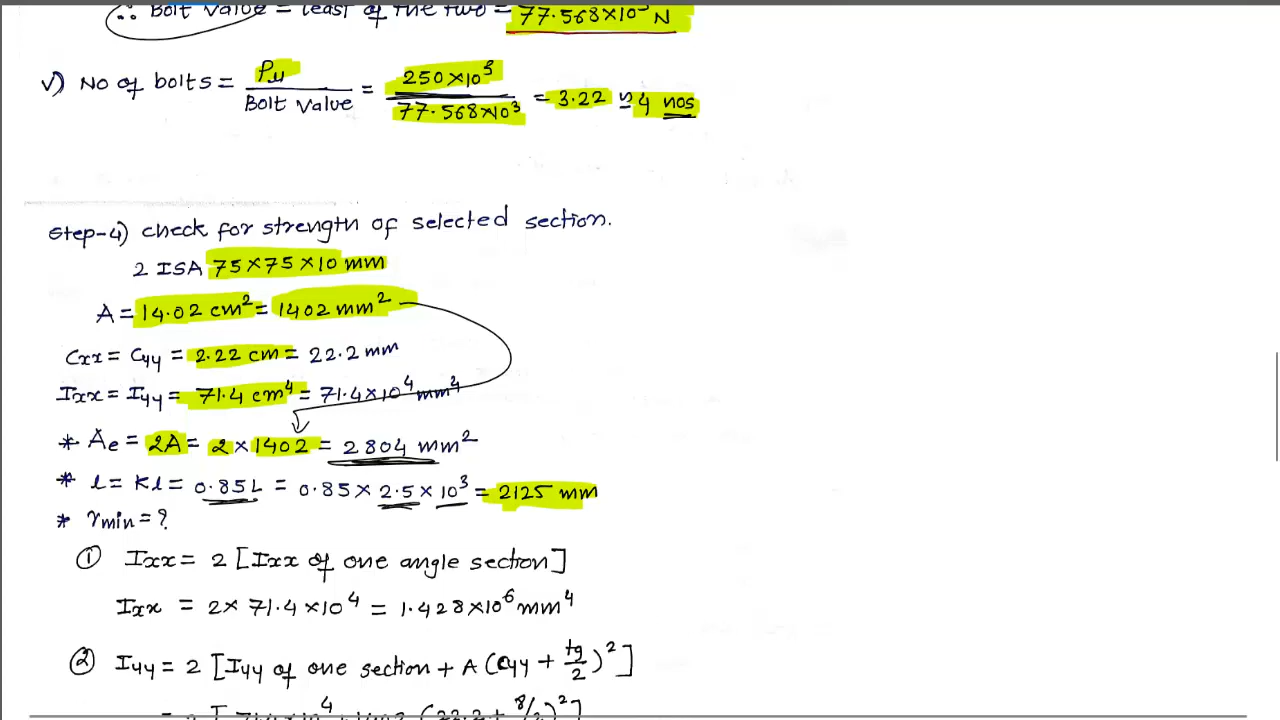 ∴ Bolt value = least of the two = 77.568×10³ N
v) No of bolts = Pu / Bolt value = 250×10³ / 77.568×10³ = 3.22 ≈ 4 nos
Step-4) check for strength of selected section.
2 ISA 75×75×10 mm
A = 14.02 cm² = 1402 mm²
Cxx = Cyy = 2.22 cm = 22.2 mm
Ixx = Iyy = 71.4 cm⁴ = 71.4×10⁴ mm⁴
* Ae = 2A = 2 × 1402 = 2804 mm²
* l = Kl = 0.85L = 0.85 × 2.5 × 10³ = 2125 mm
* rmin = ?
① Ixx = 2 [Ixx of one angle section]
Ixx = 2× 71.4×10⁴ = 1.428×10⁶ mm⁴
② Iyy = 2 [Iyy of one section + A (Cyy + tg/2)²]